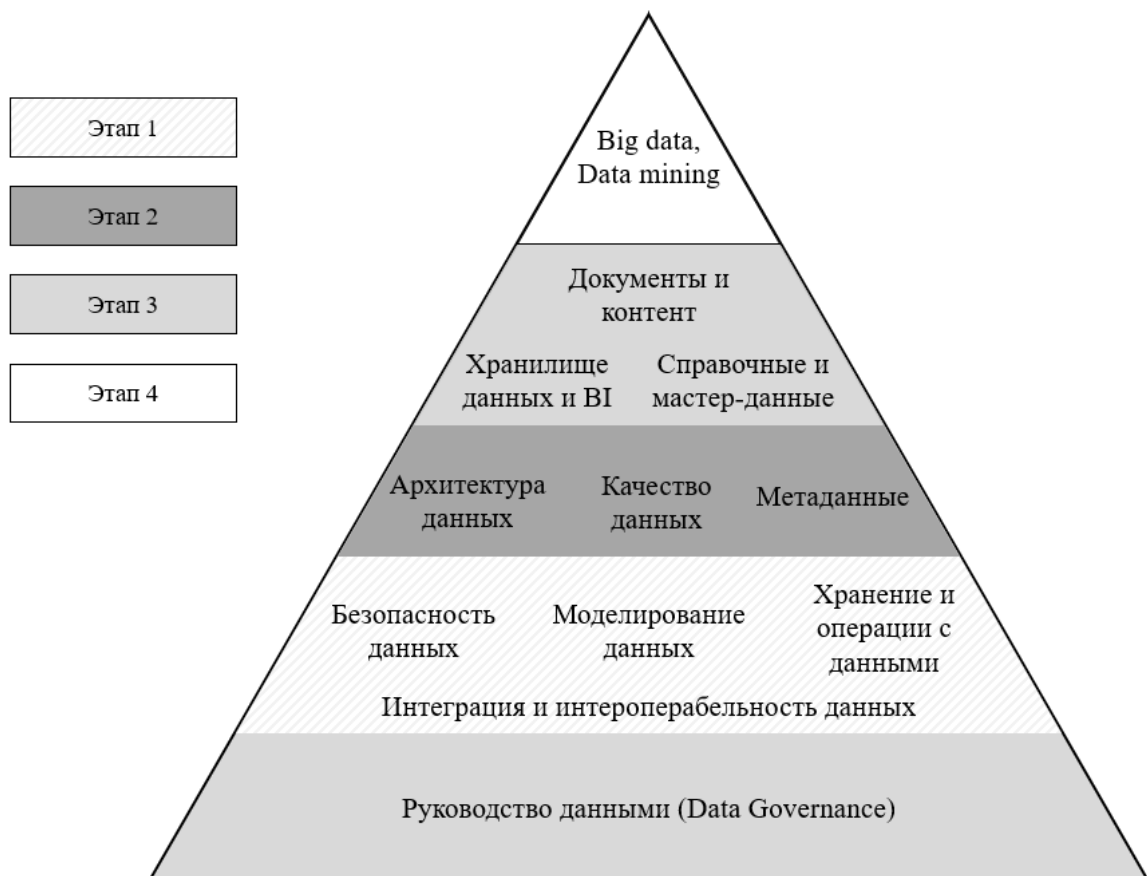 Этап 1
Этап 2
Этап 3
Этап 4
Big data,
Data mining
Документы и
контент
Хранилище
данных и BI
Справочные и
мастер-данные
Архитектура
данных
Качество
данных
Метаданные
Безопасность
данных
Моделирование
данных
Хранение и
операции с
данными
Интеграция и интероперабельность данных
Руководство данными (Data Governance)